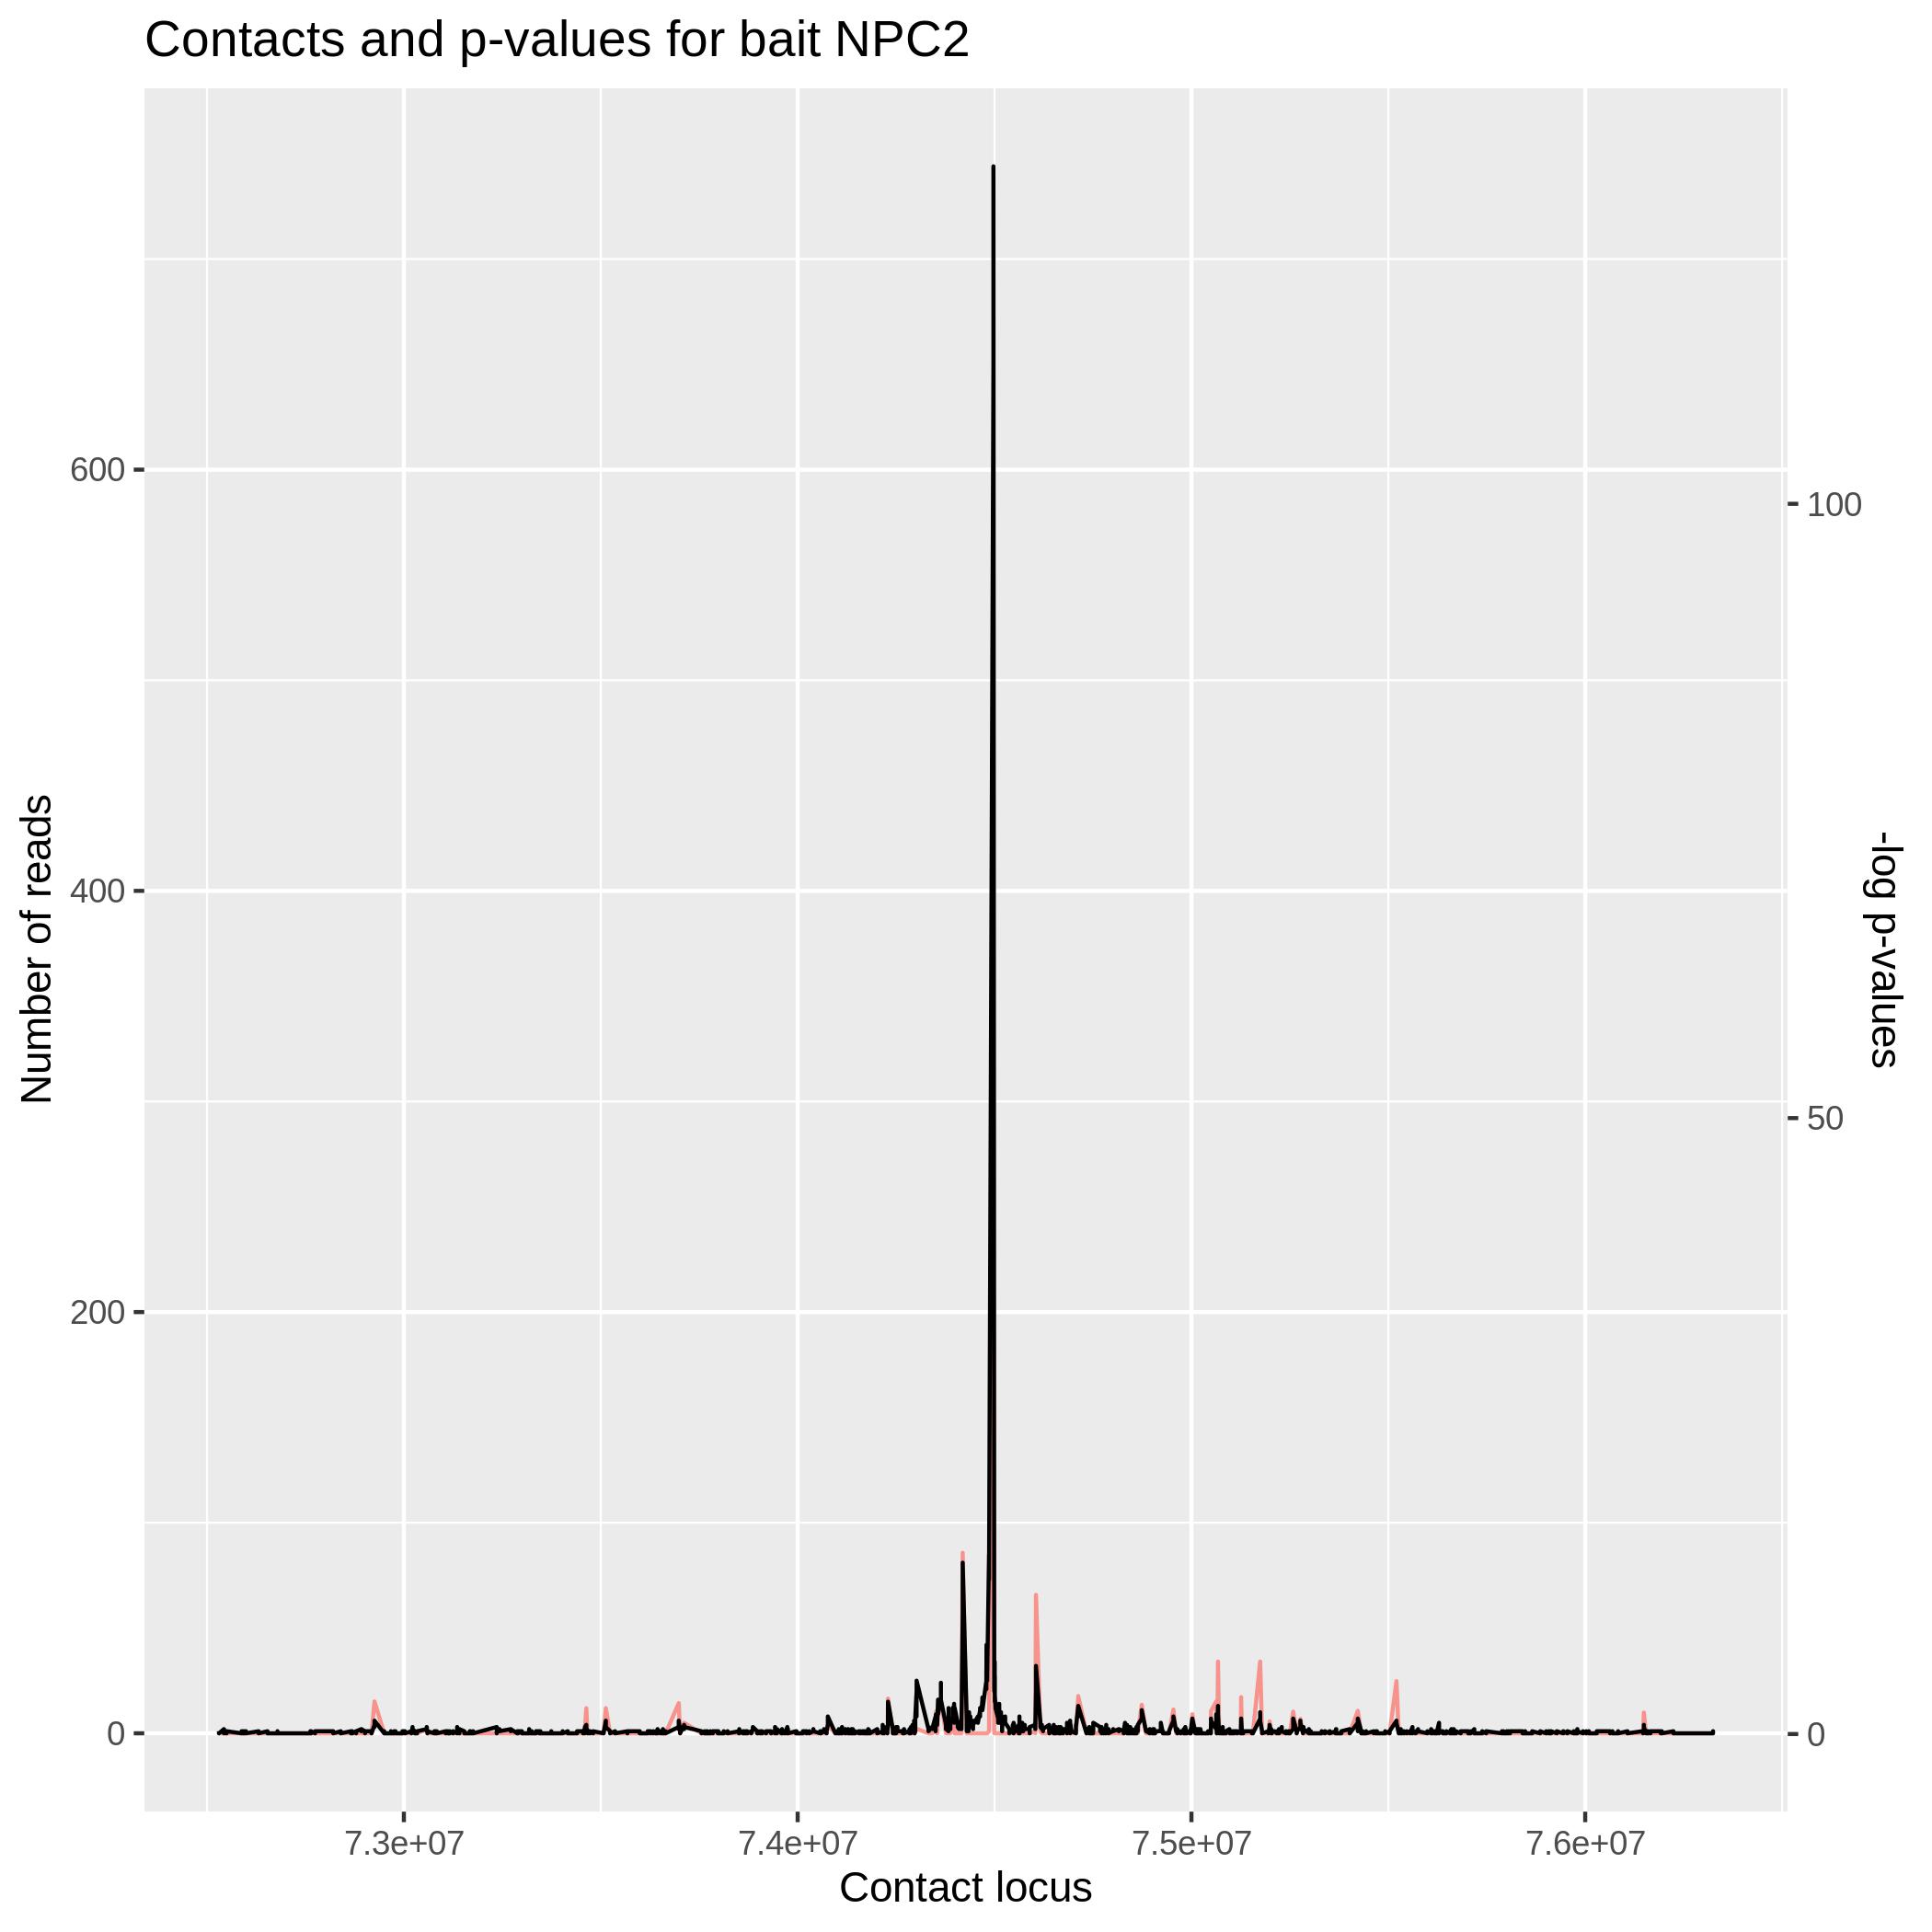 Contacts and p-values for bait NPC2
Number of reads
600
400
200
0
100
50
0
-log p-values
7.3e+07
7.4e+07
7.5e+07
7.6e+07
Contact locus